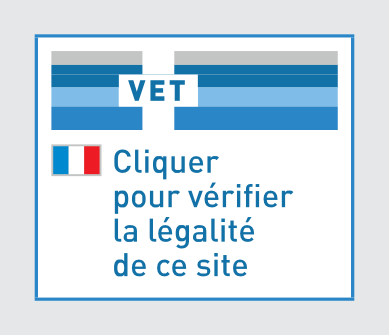 VET
Cliquer
pour vérifier
la légalité
de ce site